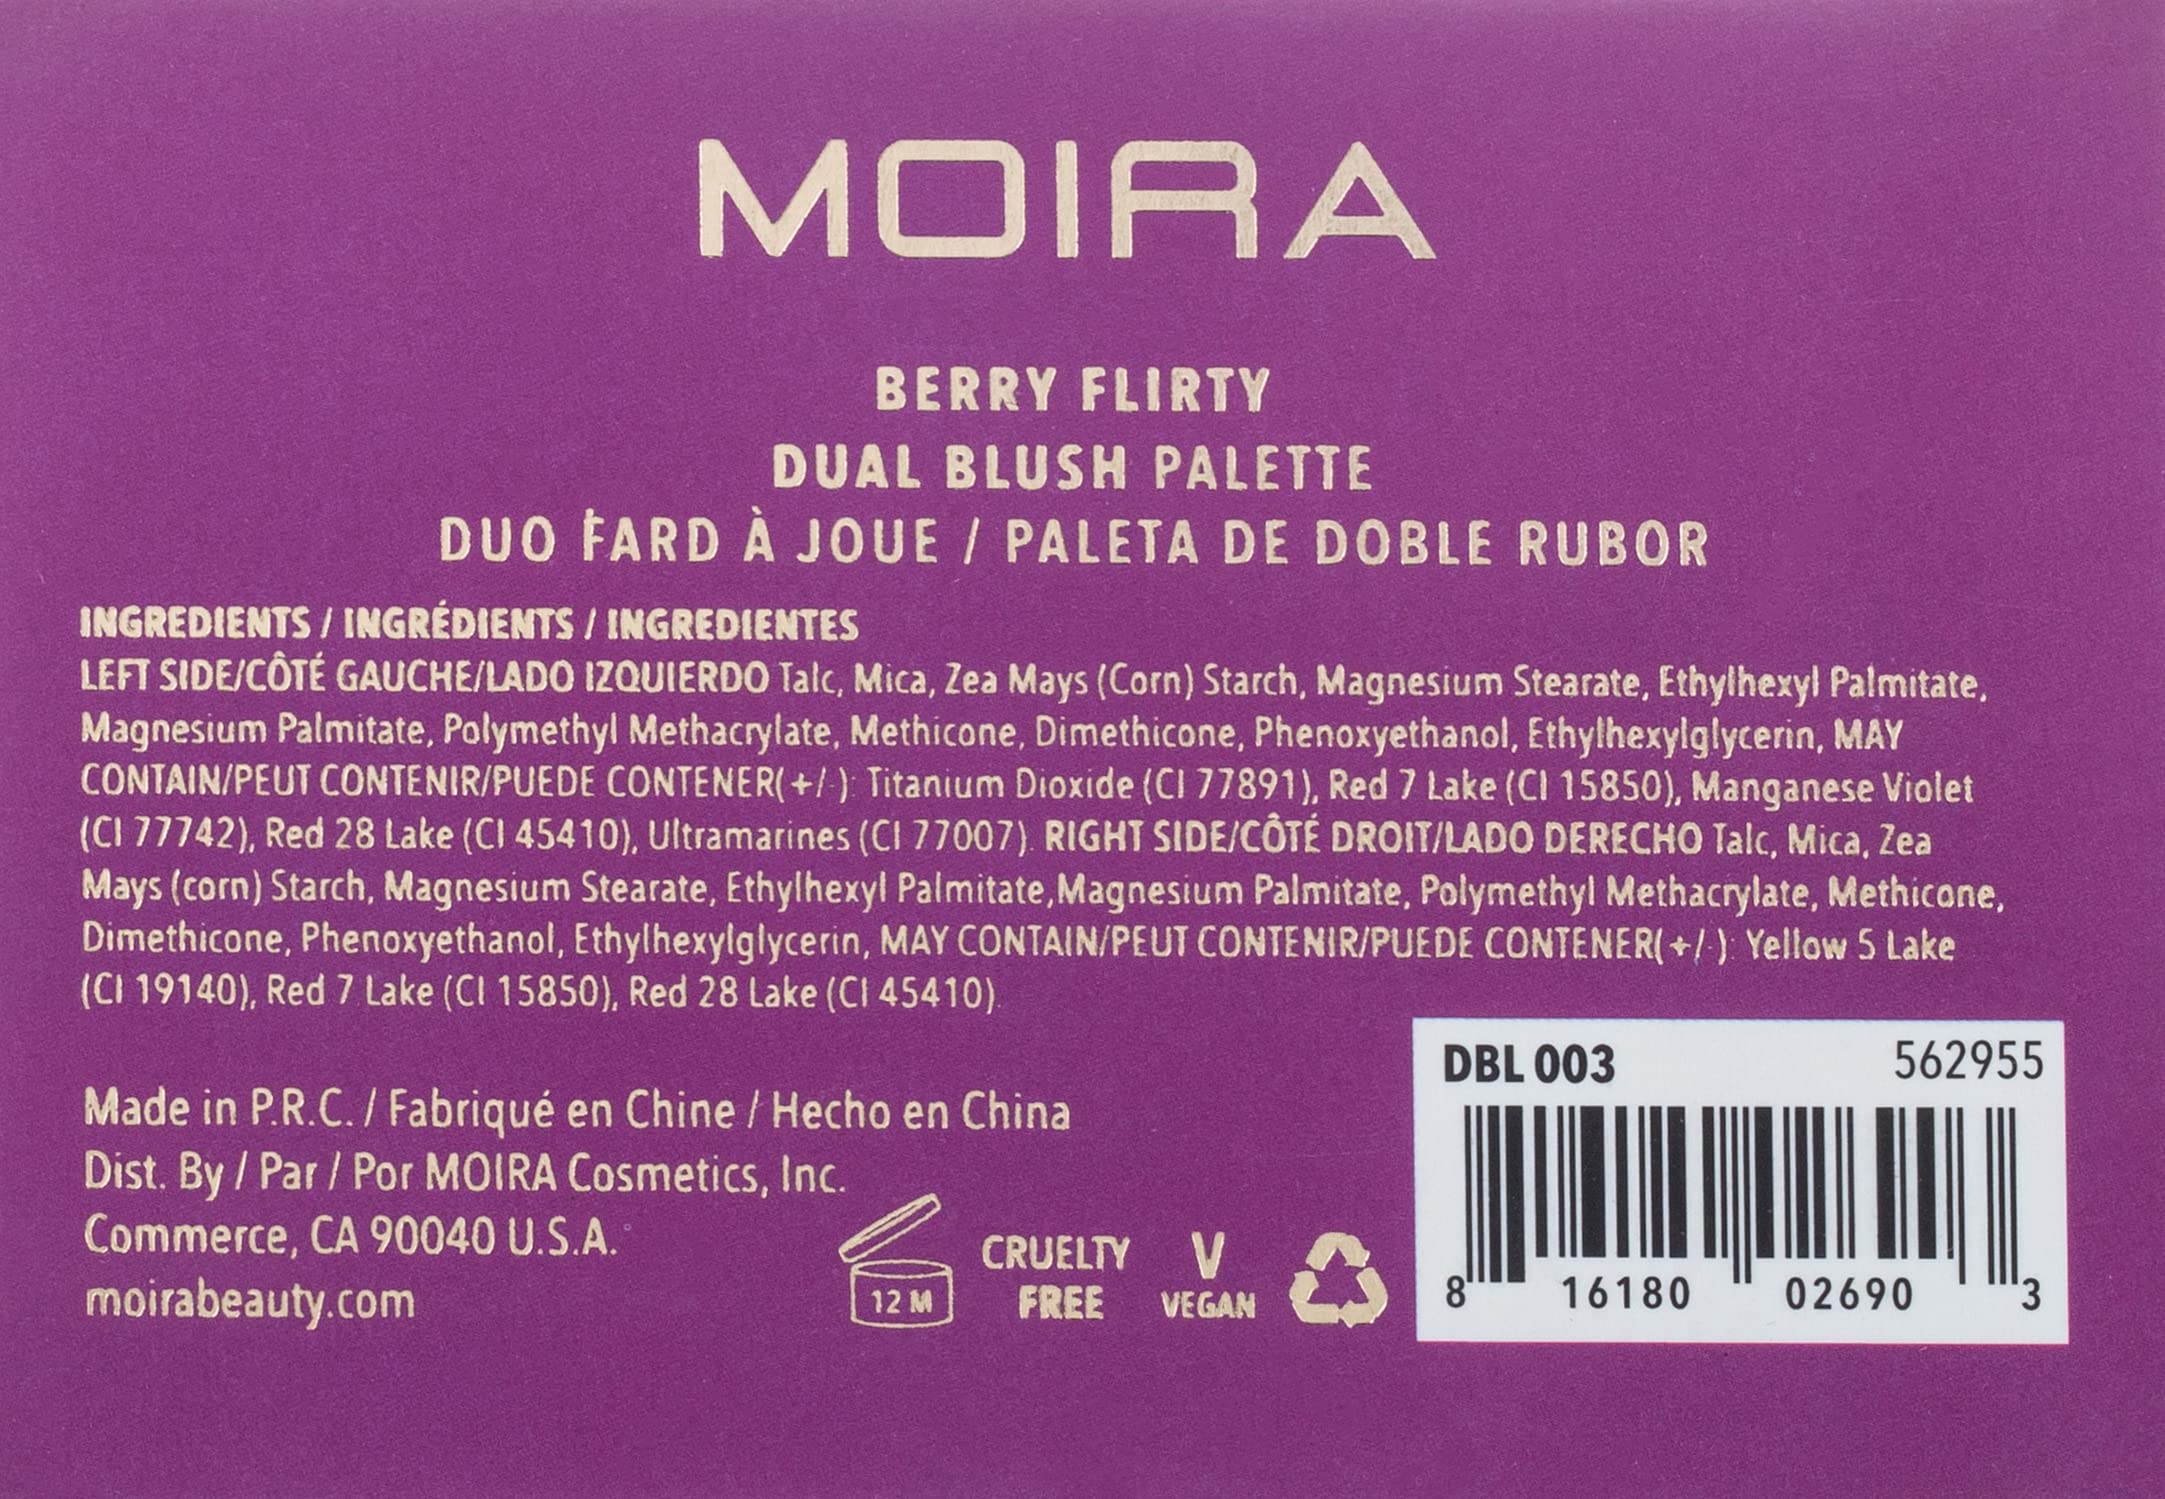 MOIRA
BERRY FLIRTY
DUAL BLUSH PALETTE
DUO FARD À JOUE / PALETA DE DOBLE RUBOR
INGREDIENTS / INGRÉDIENTS / INGREDIENTES
LEFT SIDE/CÔTÉ GAUCHE/LADO IZQUIERDO Talc, Mica, Zea Mays (Corn) Starch, Magnesium Stearate, Ethylhexyl Palmitate,
Magnesium Palmitate, Polymethyl Methacrylate, Methicone, Dimethicone, Phenoxyethanol, Ethylhexylglycerin, MAY
CONTAIN/PEUT CONTENIR/PUEDE CONTENER(+/-): Titanium Dioxide (CI 77891), Red 7 Lake (CI 15850), Manganese Violet
(CI 77742), Red 28 Lake (CI 45410), Ultramarines (CI 77007). RIGHT SIDE/CÔTÉ DROIT/LADO DERECHO Talc, Mica, Zea
Mays (corn) Starch, Magnesium Stearate, Ethylhexyl Palmitate,Magnesium Palmitate, Polymethyl Methacrylate, Methicone,
Dimethicone, Phenoxyethanol, Ethylhexylglycerin, MAY CONTAIN/PEUT CONTENIR/PUEDE CONTENER(+/-): Yellow 5 Lake
(CI 19140), Red 7 Lake (CI 15850), Red 28 Lake (CI 45410).
Made in P.R.C. / Fabriqué en Chine / Hecho en China
Dist. By / Par / Por MOIRA Cosmetics, Inc.
Commerce, CA 90040 U.S.A.
moirabeauty.com
12 M
CRUELTY
FREE
V
VEGAN
DBL 003 562955
8 16180 02690 3